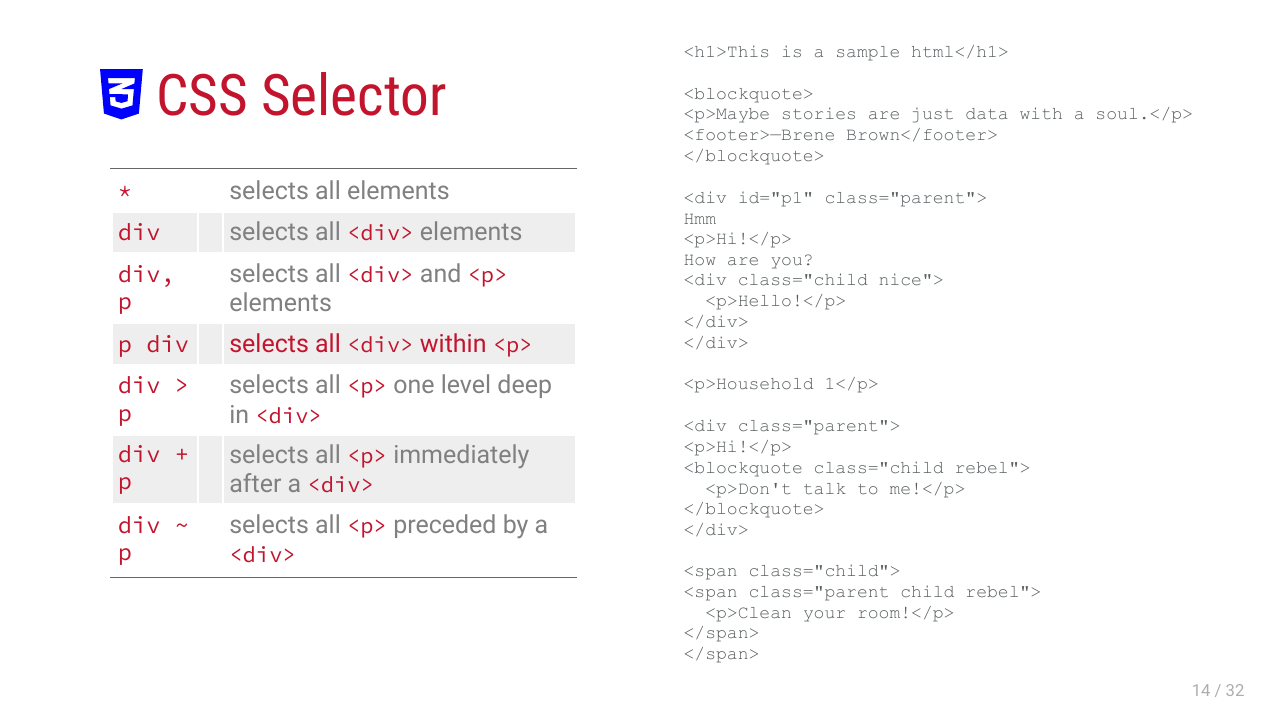 CSS Selector
* selects all elements
div selects all <div> elements
div, selects all <div> and <p>
p elements
p div selects all <div> within <p>
div > selects all <p> one level deep
p in <div>
div + selects all <p> immediately
p after a <div>
div ~ selects all <p> preceded by a
p <div>
<h1>This is a sample html</h1>
<blockquote>
<p>Maybe stories are just data with a soul.</p>
<footer>—Brene Brown</footer>
</blockquote>
<div id="p1" class="parent">
Hmm
<p>Hi!</p>
How are you?
<div class="child nice">
  <p>Hello!</p>
</div>
</div>
<p>Household 1</p>
<div class="parent">
<p>Hi!</p>
<blockquote class="child rebel">
  <p>Don't talk to me!</p>
</blockquote>
</div>
<span class="child">
<span class="parent child rebel">
  <p>Clean your room!</p>
</span>
</span>
14 / 32